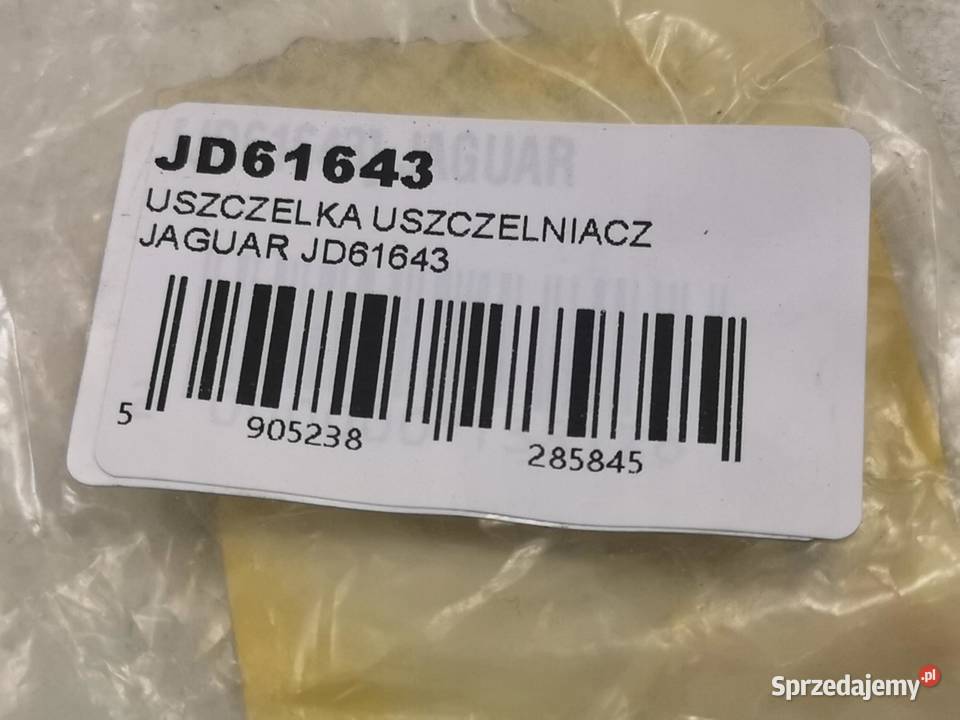 JD61643
USZCZELKA USZCZELNIACZ
JAGUAR JD61643
5 905238 285845
Sprzedajemy.pl